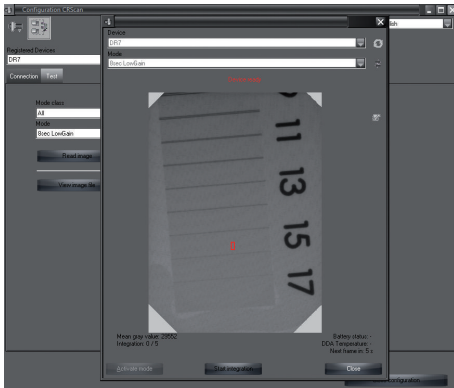 Configuration CRScan
lish
Registered Devices
DR7
Connection
Test
Mode class
All
Mode
8sec LowGain
Read image
View image file
Device
DR7
Mode
8sec LowGain
11
13
15
17
Mean gray value: 29552
Integration: 0 / 5
Battery status: -
DDA Temperature: -
Next frame in: 5 s
Activate mode
Start integration
Close
configuration